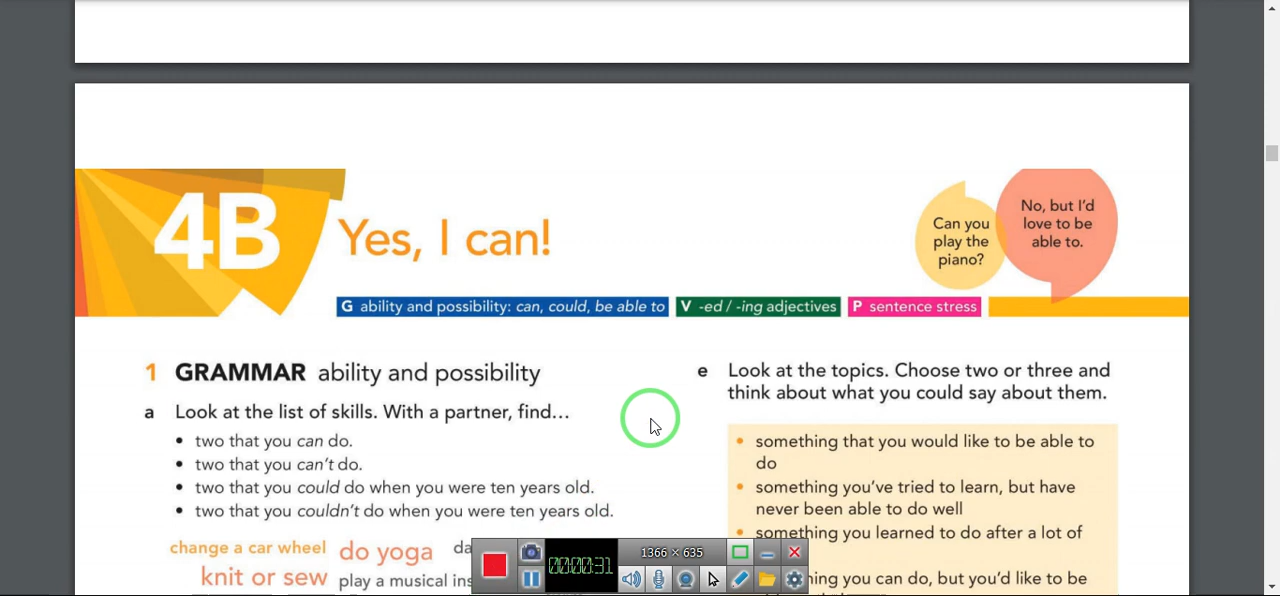 4B
Yes, I can!
Can you
play the
piano?
No, but I'd
love to be
able to.
G ability and possibility: can, could, be able to V -ed / -ing adjectives P sentence stress
1 GRAMMAR ability and possibility
a Look at the list of skills. With a partner, find…
• two that you can do.
• two that you can't do.
• two that you could do when you were ten years old.
• two that you couldn't do when you were ten years old.
change a car wheel do yoga da
knit or sew play a musical ins
e Look at the topics. Choose two or three and
think about what you could say about them.
• something that you would like to be able to
do
• something you've tried to learn, but have
never been able to do well
• something you learned to do after a lot of
hing you can do, but you'd like to be
1366 × 635
00:00:31